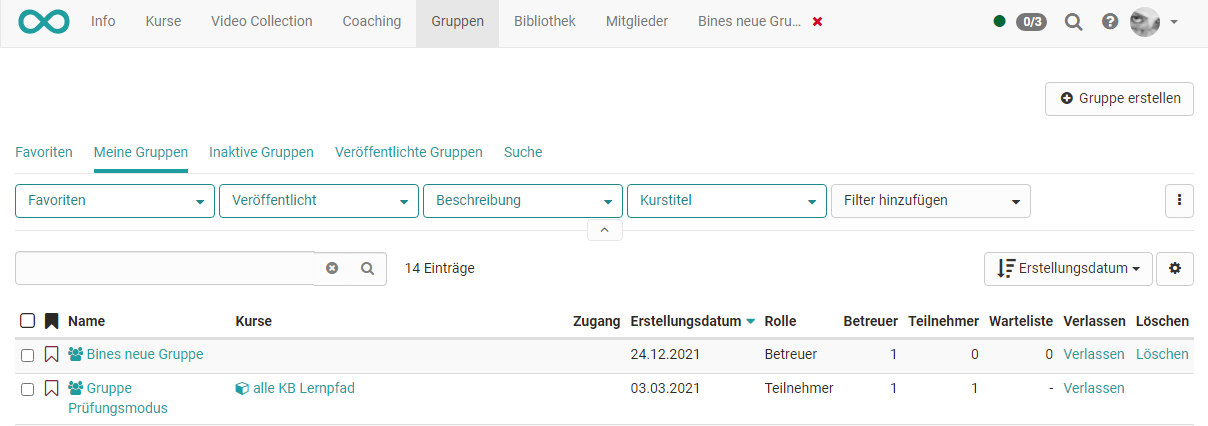 Info Kurse Video Collection Coaching Gruppen Bibliothek Mitglieder Bines neue Gru... 0/3
Gruppe erstellen
Favoriten Meine Gruppen Inaktive Gruppen Veröffentlichte Gruppen Suche
Favoriten Veröffentlicht Beschreibung Kurstitel Filter hinzufügen
14 Einträge Erstellungsdatum
Name Kurse Zugang Erstellungsdatum Rolle Betreuer Teilnehmer Warteliste Verlassen Löschen
Bines neue Gruppe 24.12.2021 Betreuer 1 0 0 Verlassen Löschen
Gruppe alle KB Lernpfad 03.03.2021 Teilnehmer 1 1 - Verlassen
Prüfungsmodus